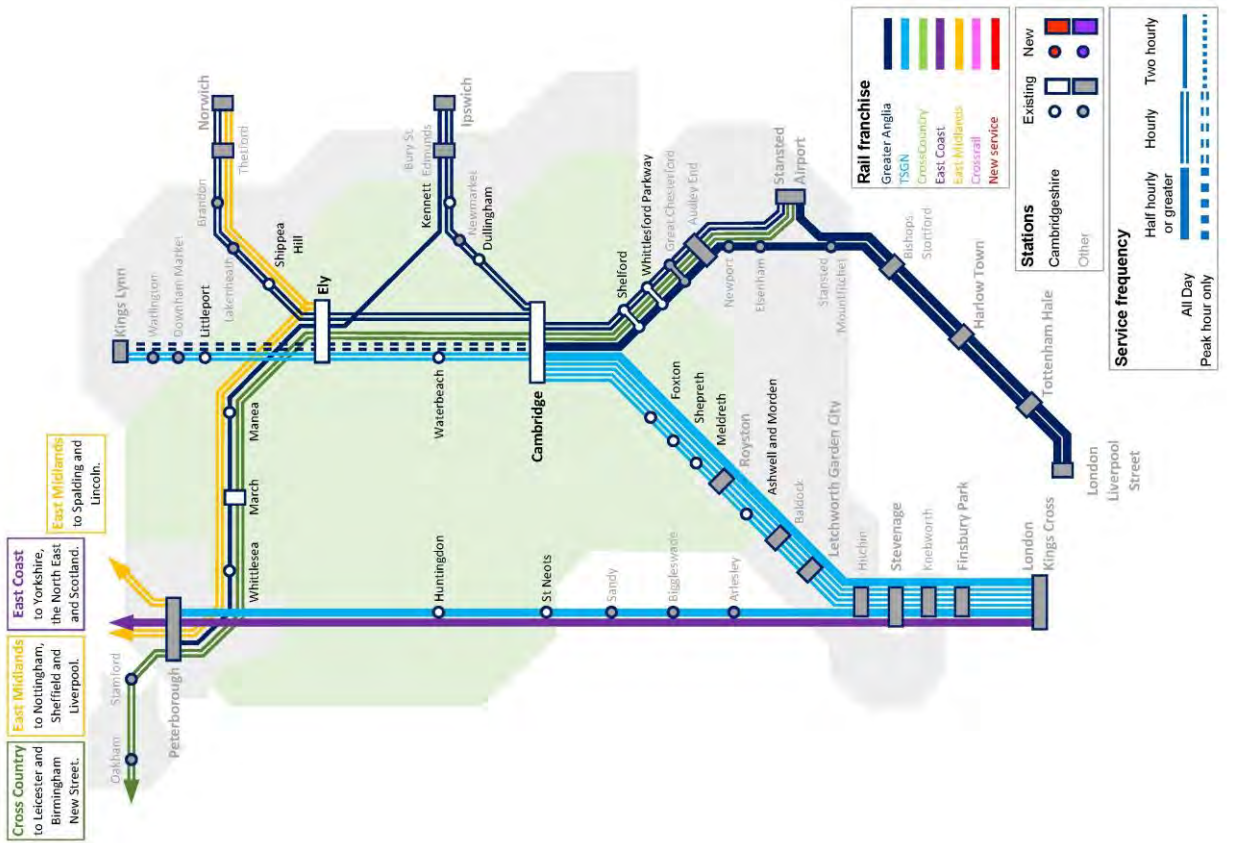 Cross Country
to Leicester and
Birmingham
New Street.
East Midlands
to Nottingham,
Sheffield and
Liverpool.
East Coast
to Yorkshire,
the North East
and Scotland.
East Midlands
to Spalding and
Lincoln.
Oakham
Stamford
Peterborough
Whittlesea
March
Manea
Kings Lynn
Watlington
Downham Market
Littleport
Lakenheath
Shippea
Hill
Brandon
Norwich
Thetford
Ely
Kennett
Bury St
Edmunds
Ipswich
Newmarket
Dullingham
Waterbeach
Cambridge
Huntingdon
St Neots
Sandy
Biggleswade
Arlesley
Shelford
Whittlesford Parkway
Great Chesterford
Audley End
Stansted
Airport
Newport
Elsenham
Stansted
Mountfitchet
Bishops
Stortford
Harlow Town
Tottenham Hale
London
Liverpool
Street
Foxton
Shepreth
Meldreth
Royston
Ashwell and Morden
Baldock
Letchworth Garden City
Hitchin
Stevenage
Knebworth
Finsbury Park
London
Kings Cross
Rail franchise
Greater Anglia
TSGN
CrossCountry
East Coast
East Midlands
Crossrail
New service
Stations
Existing New
Cambridgeshire
Other
Service frequency
Half hourly
or greater
Hourly
Two hourly
All Day
Peak hour only